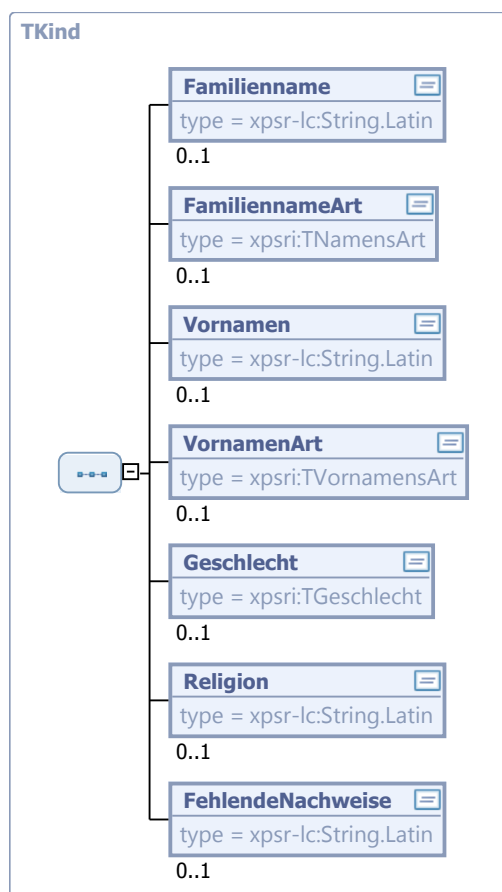 TKind
Familienname
type = xpsr-lc:String.Latin
0..1
FamiliennameArt
type = xpsri:TNamensArt
0..1
Vornamen
type = xpsr-lc:String.Latin
0..1
VornamenArt
type = xpsri:TVornamensArt
0..1
Geschlecht
type = xpsri:TGeschlecht
0..1
Religion
type = xpsr-lc:String.Latin
0..1
FehlendeNachweise
type = xpsr-lc:String.Latin
0..1